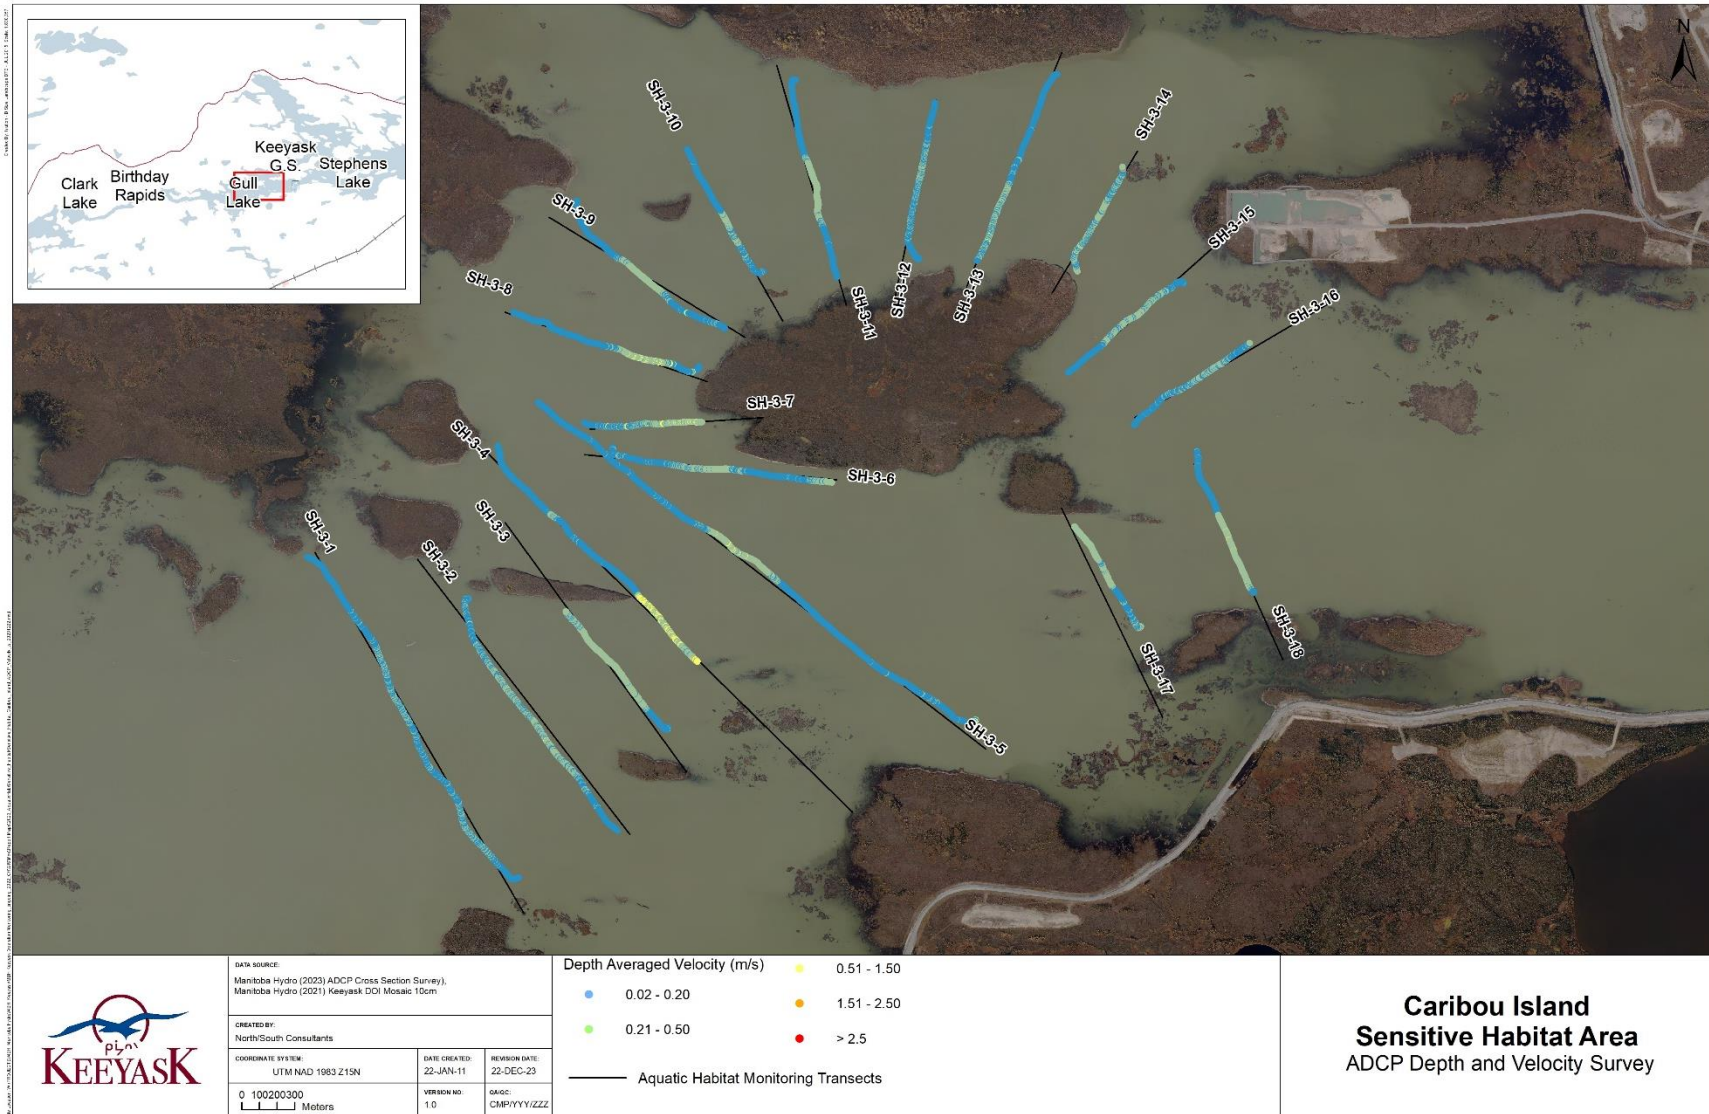 Keeyask
G.S.
Stephens
Lake
Birthday
Rapids
Clark
Lake
Gull
Lake
N
SH-3-10
SH-3-14
SH-3-9
SH-3-15
SH-3-8
SH-3-12
SH-3-13
SH-3-11
SH-3-16
SH-3-7
SH-3-4
SH-3-6
SH-3-3
SH-3-1
SH-3-2
SH-3-18
SH-3-17
SH-3-5
KEEYASK
DATA SOURCE:
Manitoba Hydro (2023) ADCP Cross Section Survey),
Manitoba Hydro (2021) Keeyask DOI Mosaic 10cm
CREATED BY:
North/South Consultants
COORDINATE SYSTEM:
UTM NAD 1983 Z15N
DATE CREATED:
22-JAN-11
REVISION DATE:
22-DEC-23
0 100200300
Meters
VERSION NO:
1.0
QA/QC:
CMP/YYY/ZZZ
Depth Averaged Velocity (m/s)
0.02 - 0.20
0.21 - 0.50
0.51 - 1.50
1.51 - 2.50
> 2.5
Aquatic Habitat Monitoring Transects
Caribou Island
Sensitive Habitat Area
ADCP Depth and Velocity Survey